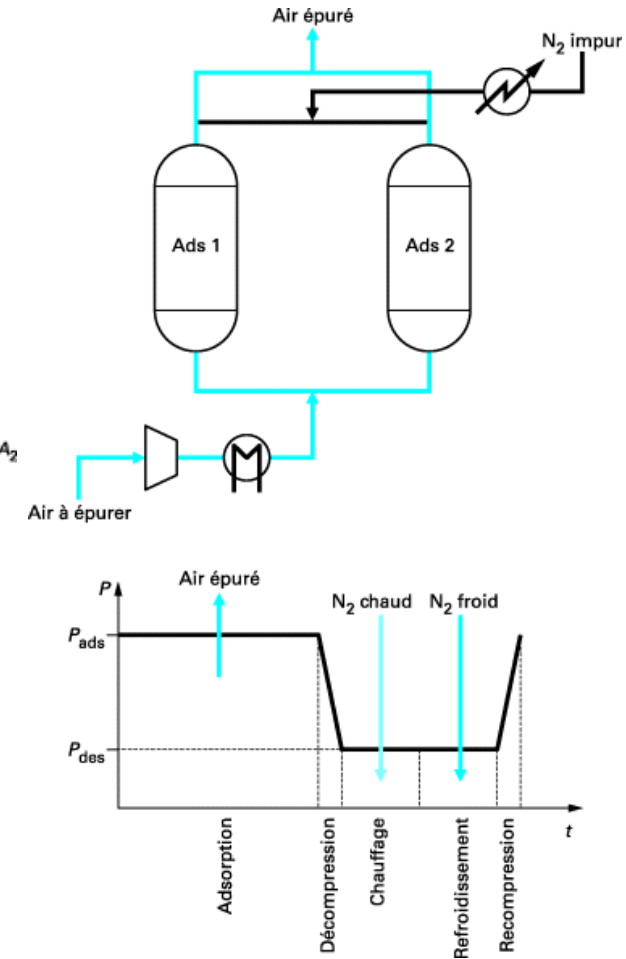 Air épuré
N2 impur
Ads 1
Ads 2
A2
Air à épurer
P
Air épuré
N2 chaud
N2 froid
Pads
Pdes
t
Adsorption
Décompression
Chauffage
Refroidissement
Recompression